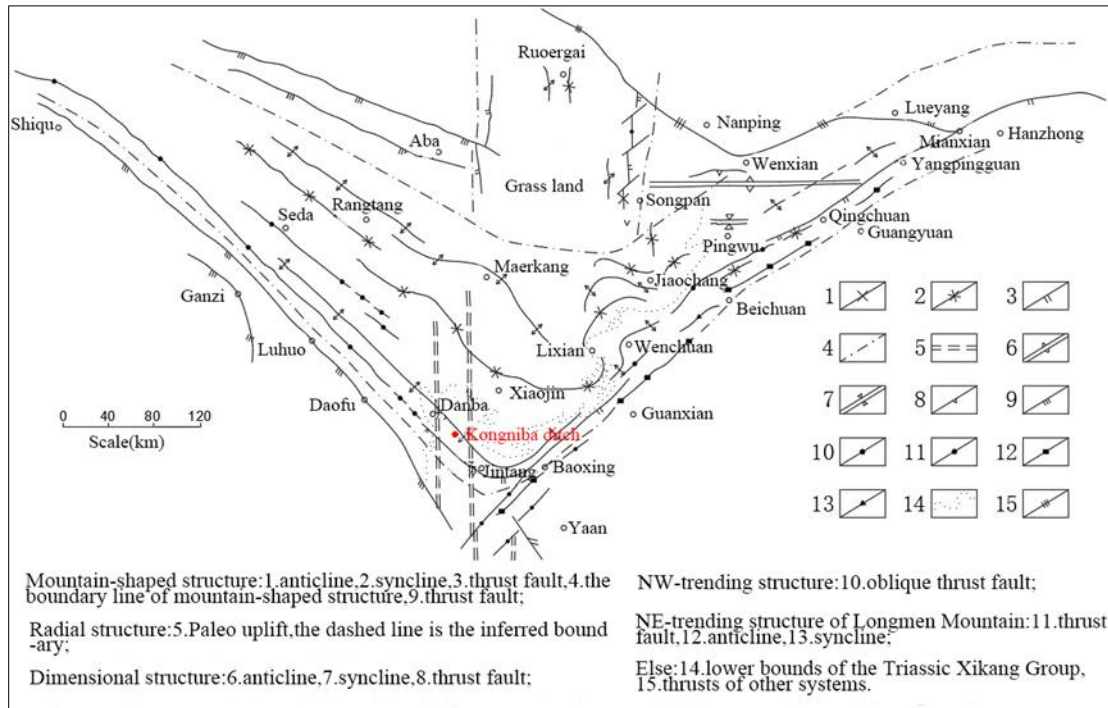 Ruoergai
Shiqu
Aba
Nanping
Lueyang
Mianxian
Hanzhong
Wenxian
Yangpingguan
Grass land
Rangtang
Seda
Songpan
Qingchuan
Guangyuan
Pingwu
Maerkang
Jiaochang
Ganzi
Beichuan
Luhuo
Lixian
Wenchuan
Xiaojin
Daofu
Danba
Guanxian
Kongniba ditch
Jintang
Baoxing
Yaan
0 40 80 120
Scale(km)
1 2 3
4 5 6
7 8 9
10 11 12
13 14 15
Mountain-shaped structure:1.anticline,2.syncline,3.thrust fault,4.the
boundary line of mountain-shaped structure,9.thrust fault;
Radial structure:5.Paleo uplift,the dashed line is the inferred bound
-ary;
Dimensional structure:6.anticline,7.syncline,8.thrust fault;
NW-trending structure:10.oblique thrust fault;
NE-trending structure of Longmen Mountain:11.thrust
fault,12.anticline,13.syncline;
Else:14.lower bounds of the Triassic Xikang Group,
15.thrusts of other systems.